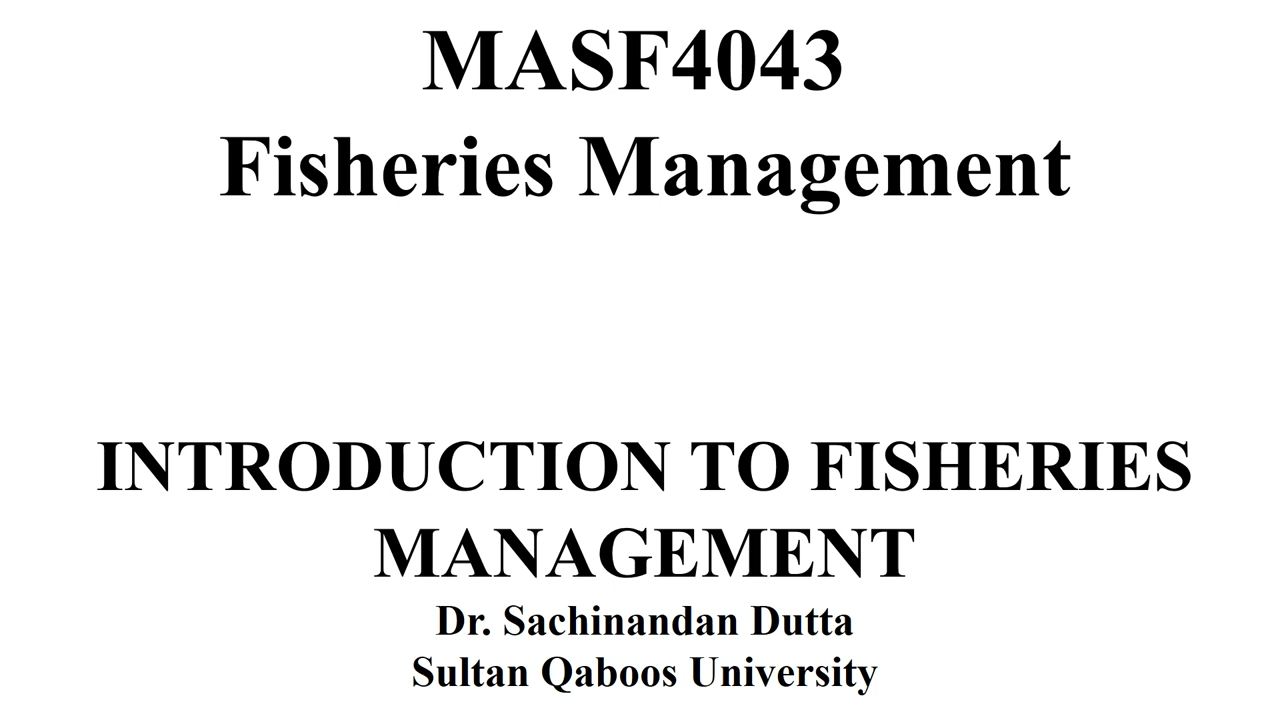 MASF4043
Fisheries Management
INTRODUCTION TO FISHERIES
MANAGEMENT
Dr. Sachinandan Dutta
Sultan Qaboos University